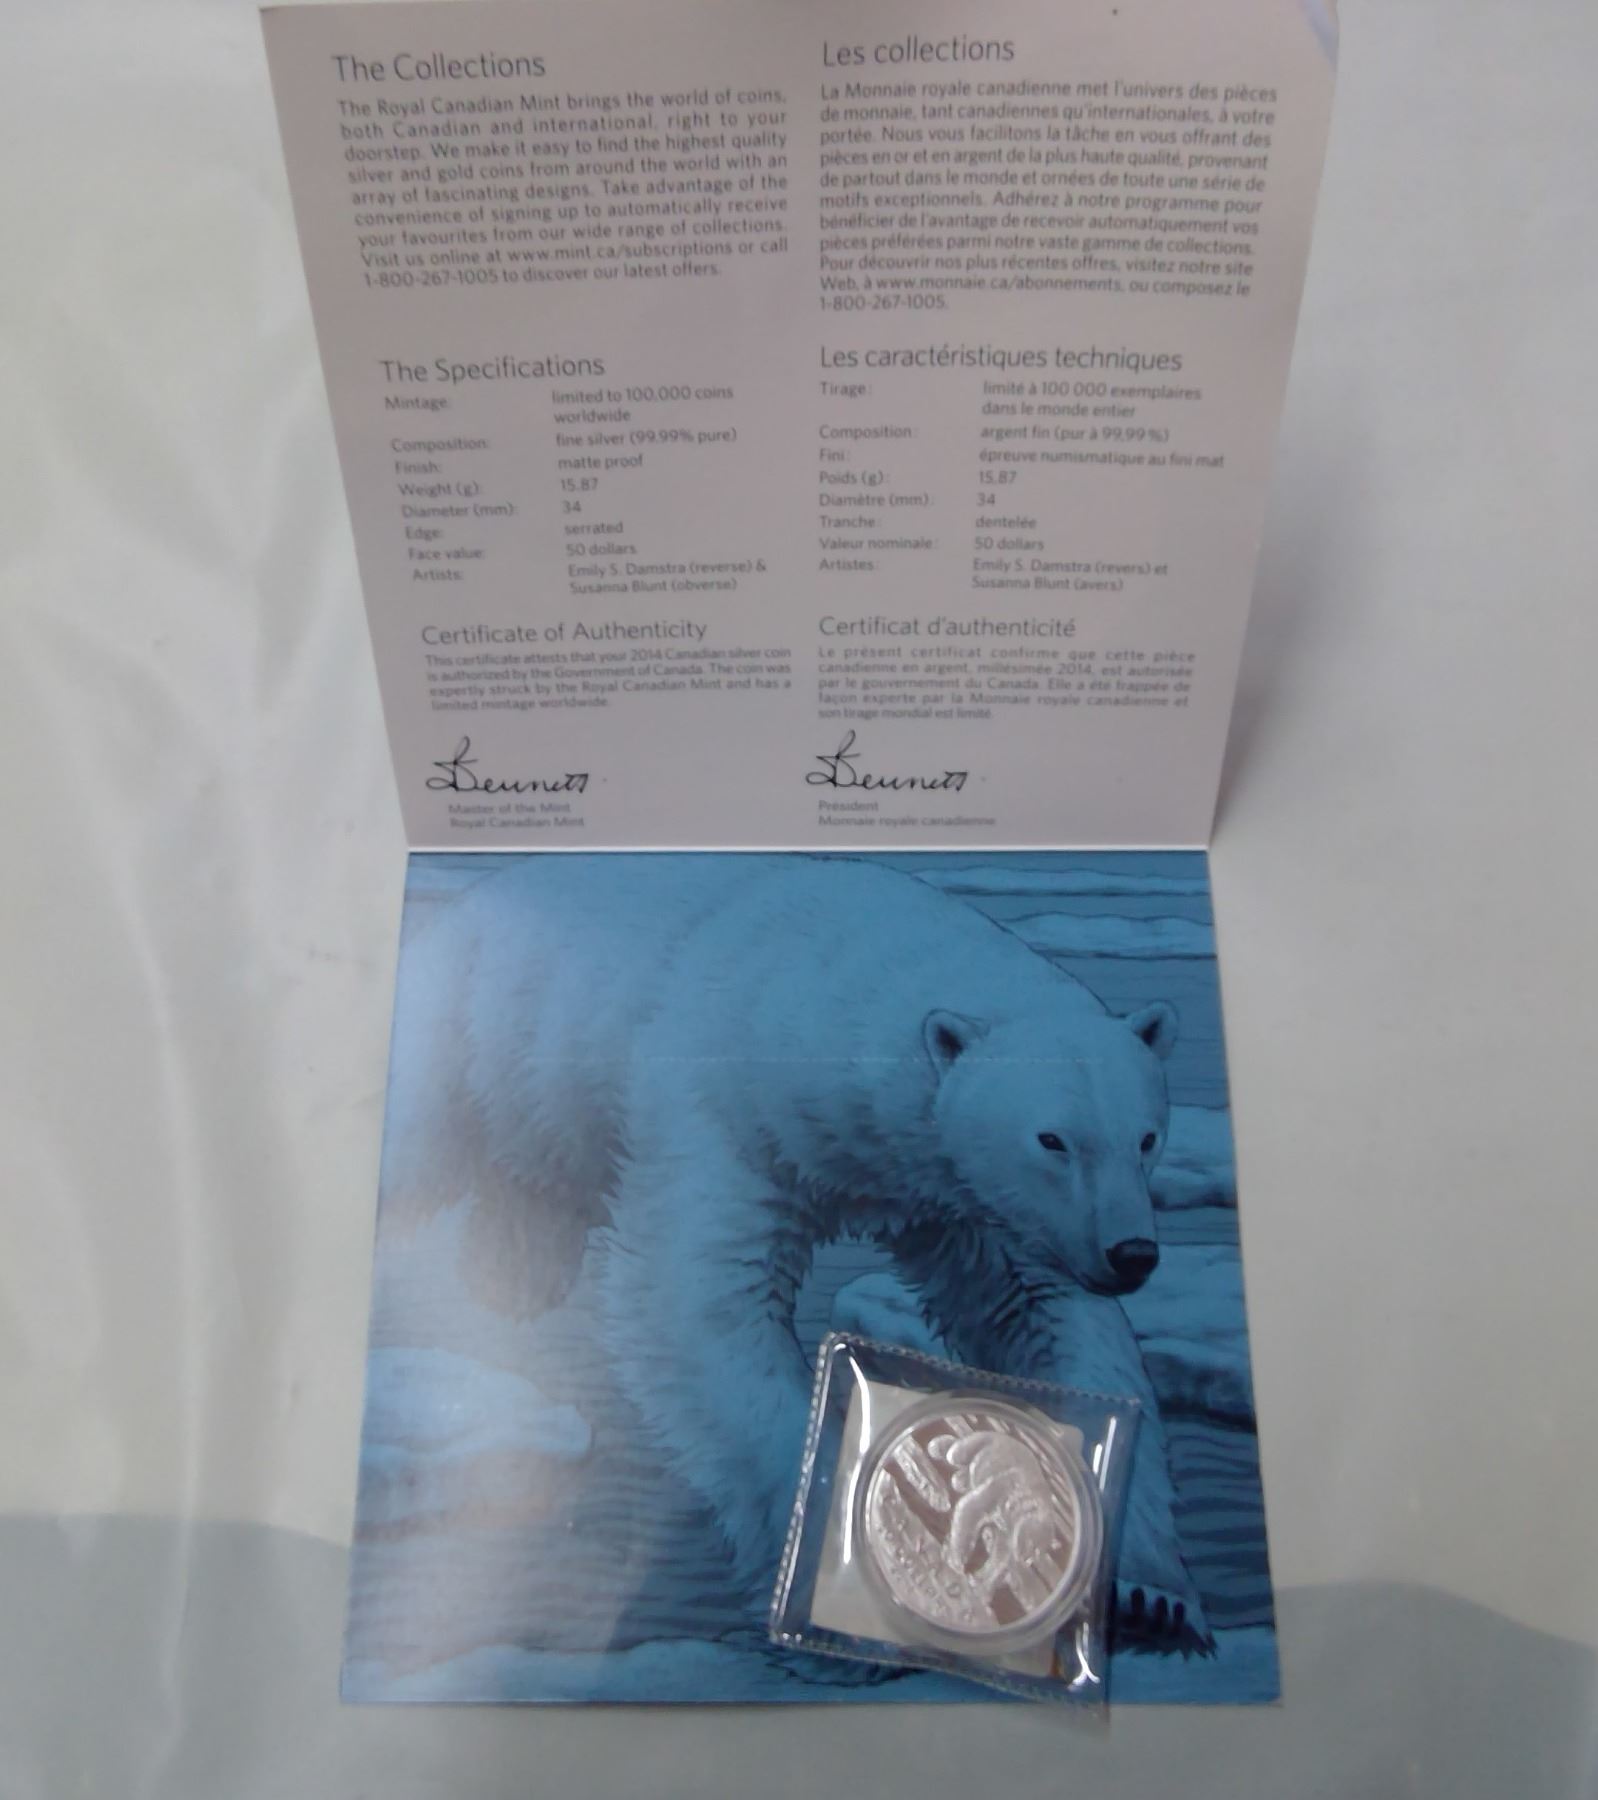 The Collections
The Royal Canadian Mint brings the world of coins,
both Canadian and international, right to your
doorstep. We make it easy to find the highest quality
silver and gold coins from around the world with an
array of fascinating designs. Take advantage of the
convenience of signing up to automatically receive
your favourites from our wide range of collections.
Visit us online at www.mint.ca/subscriptions or call
1-800-267-1005 to discover our latest offers.
The Specifications
Mintage: limited to 100,000 coins
worldwide
Composition: fine silver (99.99% pure)
Finish: matte proof
Weight (g): 15.87
Diameter (mm): 34
Edge: serrated
Face value: 50 dollars
Artists: Emily S. Damstra (reverse) &
Susanna Blunt (obverse)
Certificate of Authenticity
This certificate attests that your 2014 Canadian silver coin
is authorized by the Government of Canada. The coin was
expertly struck by the Royal Canadian Mint and has a
limited mintage worldwide.
Bennett
Master of the Mint
Royal Canadian Mint
Les collections
La Monnaie royale canadienne met l'univers des pièces
de monnaie, tant canadiennes qu'internationales, à votre
portée. Nous vous facilitons la tâche en vous offrant des
pièces en or et en argent de la plus haute qualité, provenant
de partout dans le monde et ornées de toute une série de
motifs exceptionnels. Adhérez à notre programme pour
bénéficier de l'avantage de recevoir automatiquement vos
pièces préférées parmi notre vaste gamme de collections.
Pour découvrir nos plus récentes offres, visitez notre site
Web, à www.monnaie.ca/abonnements, ou composez le
1-800-267-1005.
Les caractéristiques techniques
Tirage: limité à 100 000 exemplaires
dans le monde entier
Composition: argent fin (pur à 99,99 %)
Fini: épreuve numismatique au fini mat
Poids (g): 15,87
Diamètre (mm): 34
Tranche: dentelée
Valeur nominale: 50 dollars
Artistes: Emily S. Damstra (revers) et
Susanna Blunt (avers)
Certificat d'authenticité
Le présent certificat confirme que cette pièce
canadienne en argent, millésimée 2014, est autorisée
par le gouvernement du Canada. Elle a été frappée de
façon experte par la Monnaie royale canadienne et
son tirage mondial est limité.
Bennett
Président
Monnaie royale canadienne